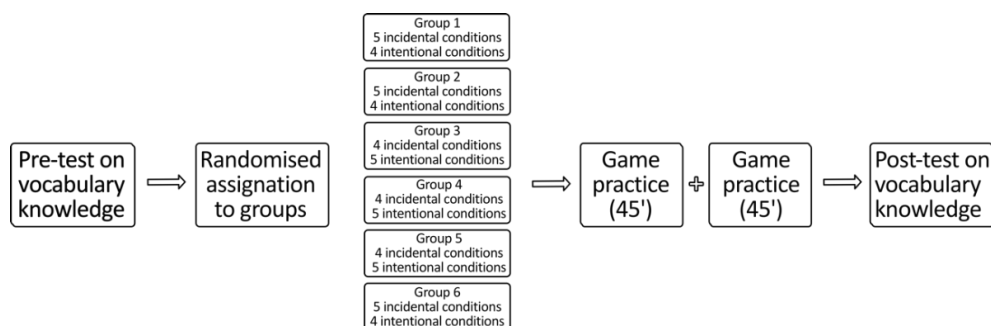 Pre-test on
vocabulary
knowledge
Randomised
assignation
to groups
Group 1
5 incidental conditions
4 intentional conditions
Group 2
5 incidental conditions
4 intentional conditions
Group 3
4 incidental conditions
5 intentional conditions
Group 4
4 incidental conditions
5 intentional conditions
Group 5
4 incidental conditions
5 intentional conditions
Group 6
5 incidental conditions
4 intentional conditions
Game
practice
(45')
+
Game
practice
(45')
Post-test on
vocabulary
knowledge